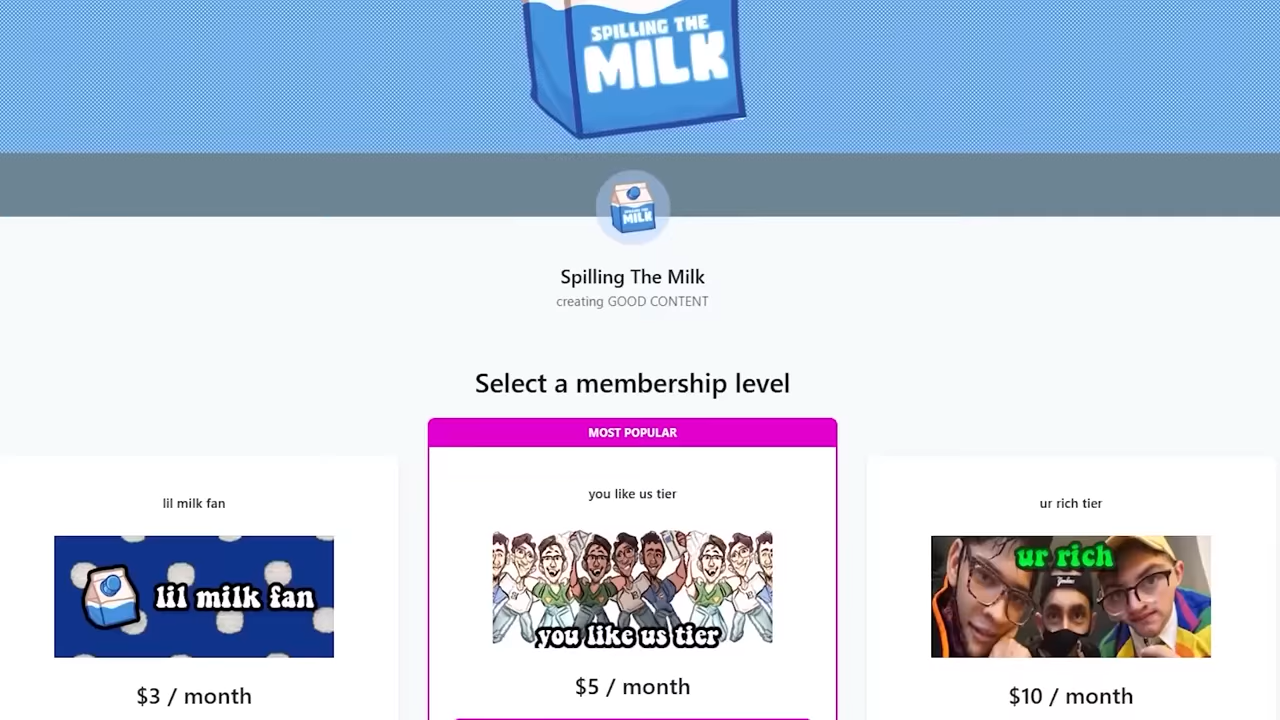 SPILLING THE
MILK
SPILLING THE
MILK
Spilling The Milk
creating GOOD CONTENT
Select a membership level
MOST POPULAR
lil milk fan
you like us tier
ur rich tier
lil milk fan
you like us tier
ur rich
$3 / month
$5 / month
$10 / month